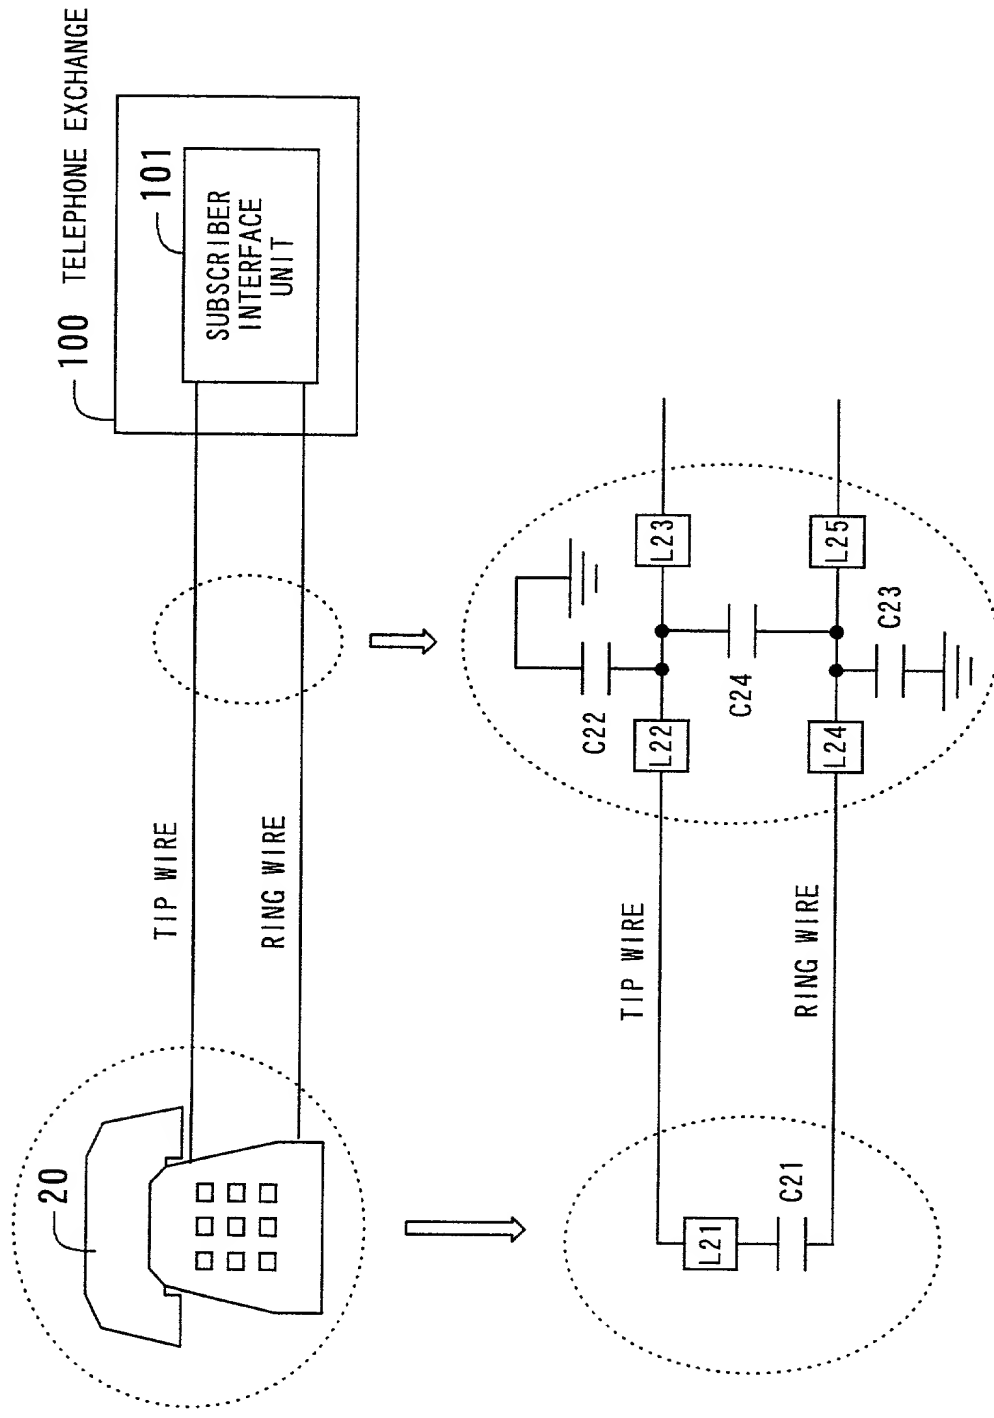 100 TELEPHONE EXCHANGE
101
SUBSCRIBER
INTERFACE
UNIT
TIP WIRE
RING WIRE
20
C22
L22
L23
C24
L24
L25
C23
TIP WIRE
RING WIRE
L21
C21